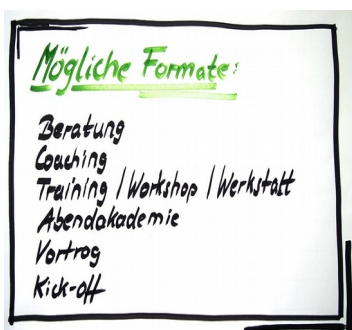 Mögliche Formate:
Beratung
Coaching
Training / Workshop / Werkstatt
Abendakademie
Vortrag
Kick-off